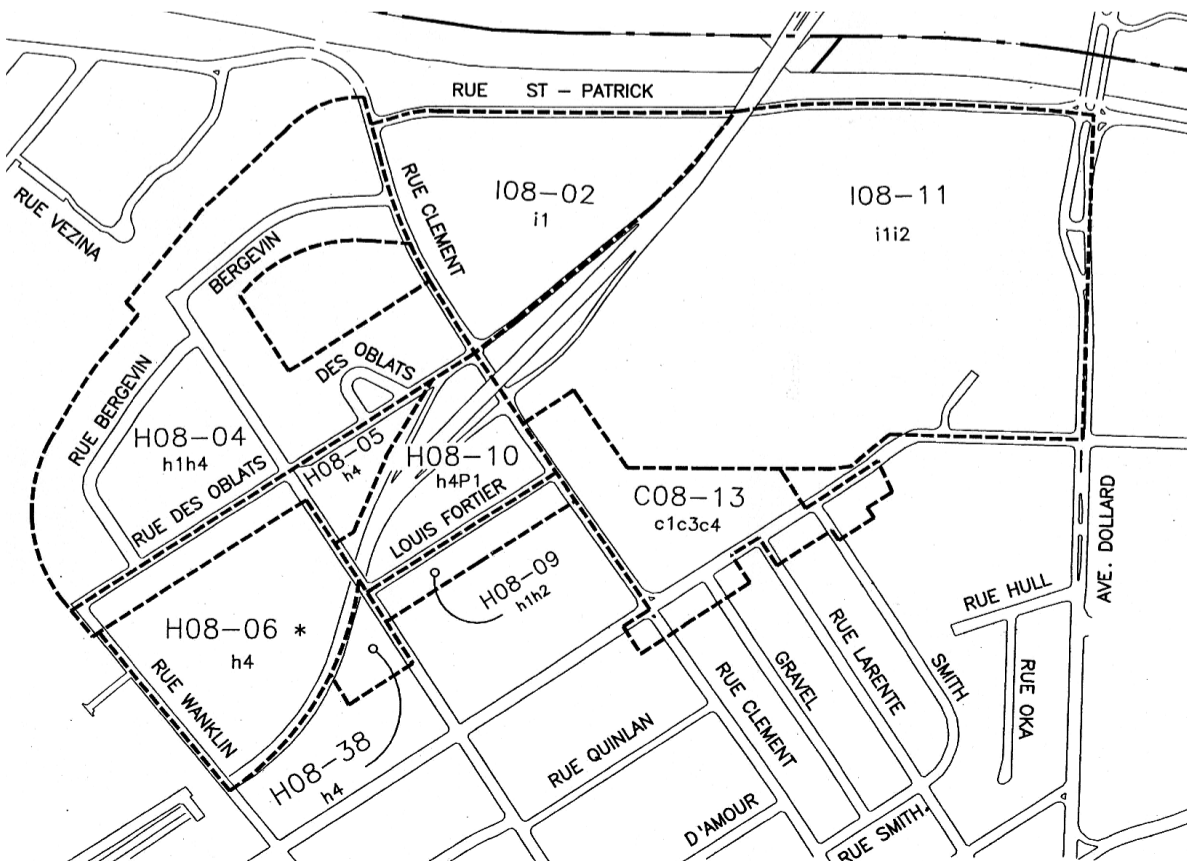 RUE ST – PATRICK
RUE VEZINA
RUE CLEMENT
I08–02
i1
I08–11
i1i2
BERGEVIN
DES OBLATS
RUE BERGEVIN
H08–04
h1h4
RUE DES OBLATS
H08–05
h4
H08–10
h4P1
LOUIS FORTIER
C08–13
c1c3c4
H08–09
h1h2
H08–06 *
h4
RUE WANKLIN
H08–38
h4
RUE QUINLAN
D'AMOUR
RUE CLEMENT
GRAVEL
RUE LARENTE
SMITH
RUE SMITH.
RUE HULL
RUE OKA
AVE. DOLLARD